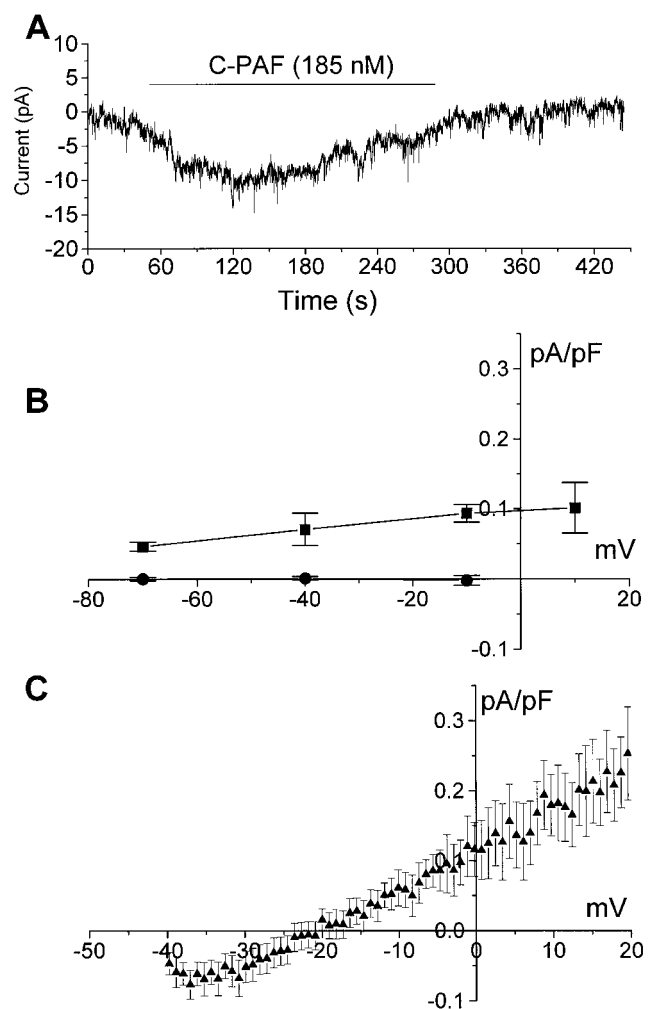 A
C-PAF (185 nM)
10
5
0
-5
-10
-15
-20
Current (pA)
0 60 120 180 240 300 360 420
Time (s)
B
pA/pF
0.3
0.2
0.1
mV
-80 -60 -40 -20 20
-0.1
C
pA/pF
0.3
0.2
0.1
0.0
mV
-50 -40 -30 -20 -10 0 10 20
-0.1